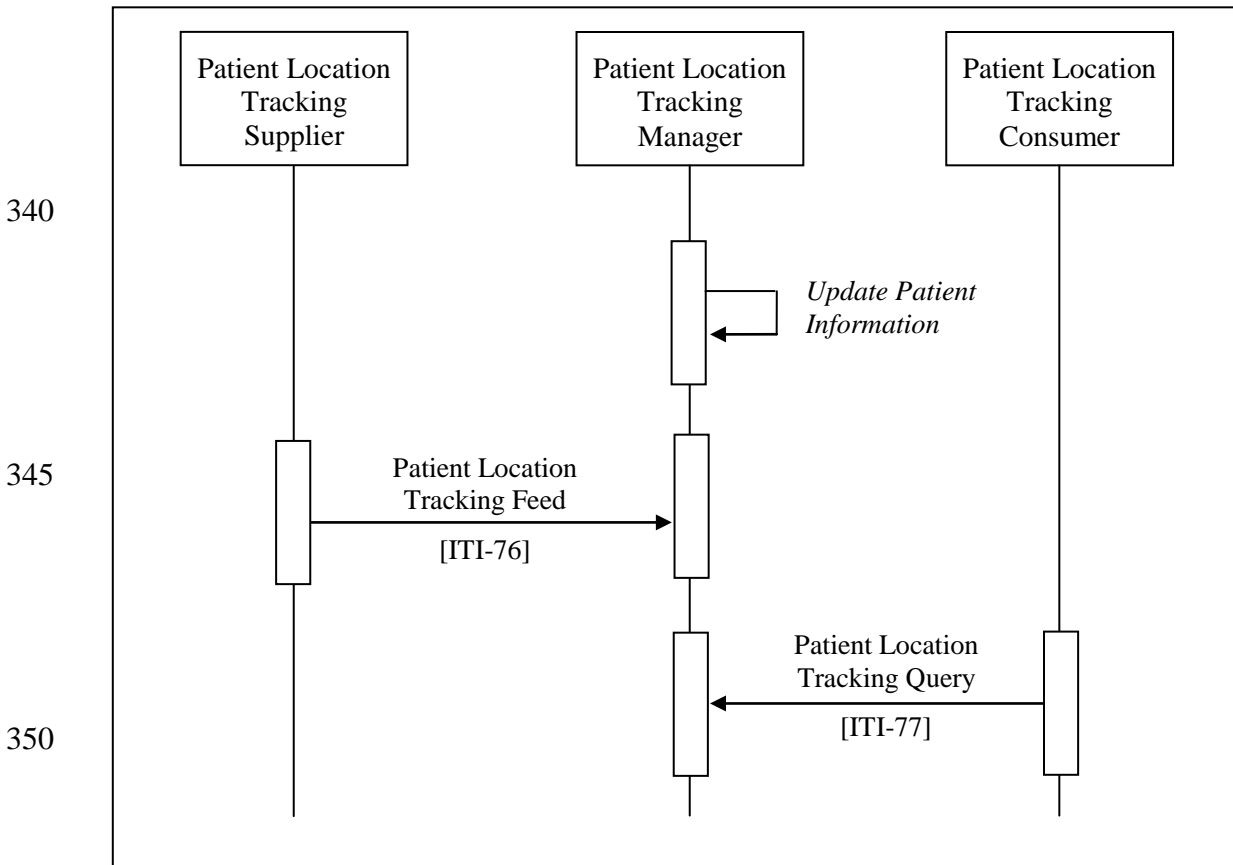 Patient Location
Tracking
Supplier
Patient Location
Tracking
Manager
Patient Location
Tracking
Consumer
340
Update Patient
Information
345
Patient Location
Tracking Feed
[ITI-76]
Patient Location
Tracking Query
[ITI-77]
350